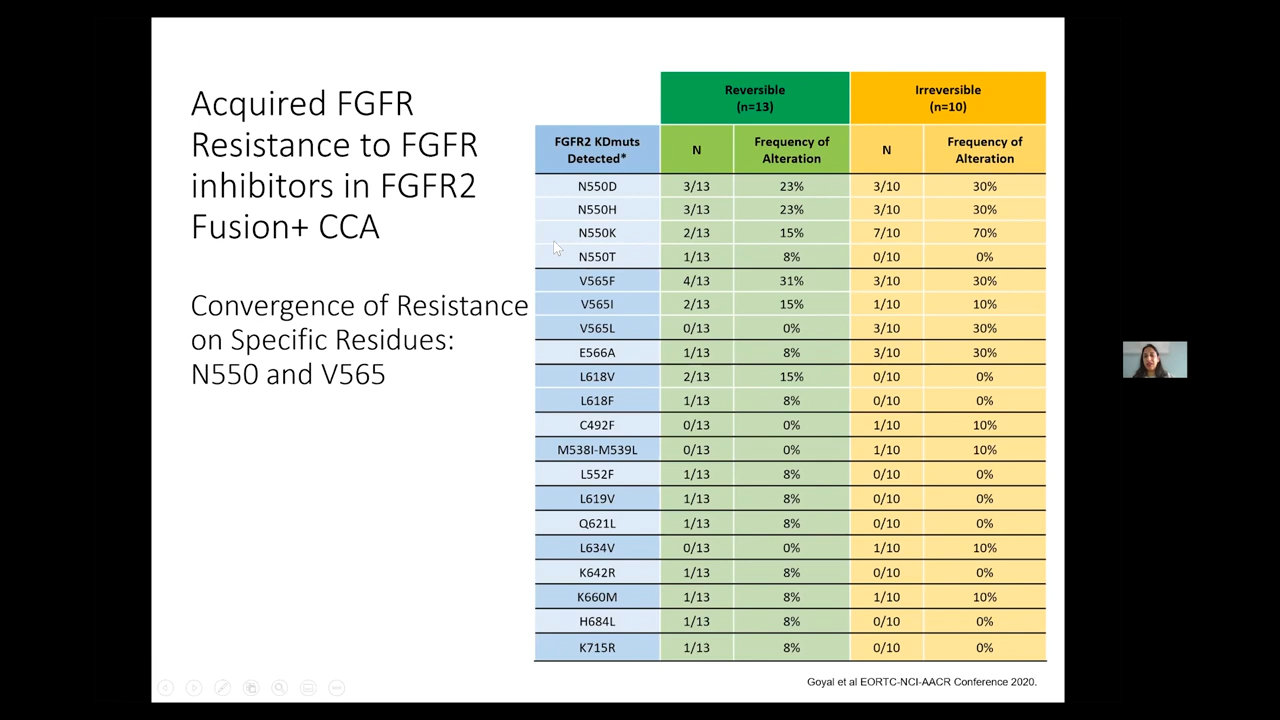 Acquired FGFR
Resistance to FGFR
inhibitors in FGFR2
Fusion+ CCA
Convergence of Resistance
on Specific Residues:
N550 and V565
Reversible
(n=13)
Irreversible
(n=10)
FGFR2 KDmuts
Detected*
N
Frequency of
Alteration
N
Frequency of
Alteration
N550D 3/13 23% 3/10 30%
N550H 3/13 23% 3/10 30%
N550K 2/13 15% 7/10 70%
N550T 1/13 8% 0/10 0%
V565F 4/13 31% 3/10 30%
V565I 2/13 15% 1/10 10%
V565L 0/13 0% 3/10 30%
E566A 1/13 8% 3/10 30%
L618V 2/13 15% 0/10 0%
L618F 1/13 8% 0/10 0%
C492F 0/13 0% 1/10 10%
M538I-M539L 0/13 0% 1/10 10%
L552F 1/13 8% 0/10 0%
L619V 1/13 8% 0/10 0%
Q621L 1/13 8% 0/10 0%
L634V 0/13 0% 1/10 10%
K642R 1/13 8% 0/10 0%
K660M 1/13 8% 1/10 10%
H684L 1/13 8% 0/10 0%
K715R 1/13 8% 0/10 0%
Goyal et al EORTC-NCI-AACR Conference 2020.